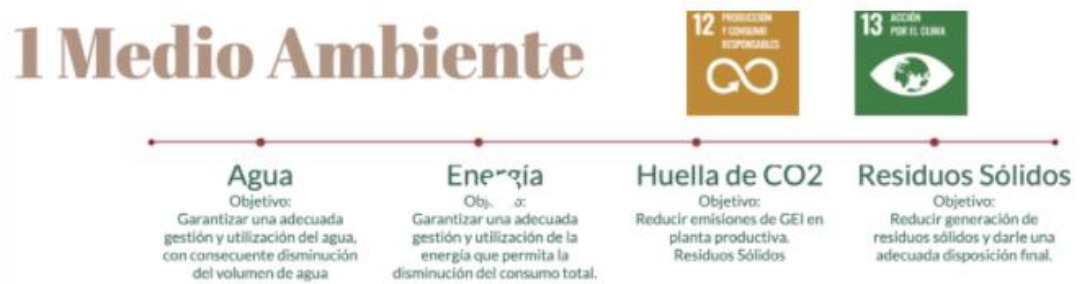 1 Medio Ambiente
12 PRODUCCIÓN
Y CONSUMO
RESPONSABLES
13 ACCIÓN
POR EL CLIMA
Agua
Objetivo:
Garantizar una adecuada
gestión y utilización del agua,
con consecuente disminución
del volumen de agua
Energía
Garantizar una adecuada
gestión y utilización de la
energía que permita la
disminución del consumo total.
Huella de CO2
Objetivo:
Reducir emisiones de GEI en
planta productiva.
Residuos Sólidos
Residuos Sólidos
Objetivo:
Reducir generación de
residuos sólidos y darle una
adecuada disposición final.